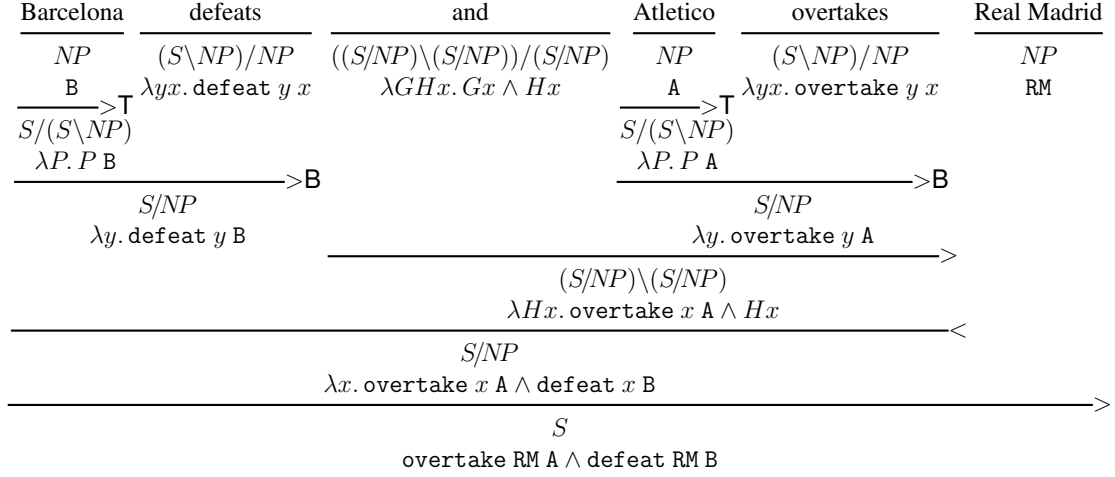 Barcelona defeats and Atletico overtakes Real Madrid
NP (S\NP)/NP ((S/NP)\(S/NP))/(S/NP) NP (S\NP)/NP NP
B λyx. defeat y x λGHx. Gx ∧ Hx A λyx. overtake y x RM
>T >T
S/(S\NP) S/(S\NP)
λP. P B λP. P A
>B >B
S/NP S/NP
λy. defeat y B λy. overtake y A
>
(S/NP)\(S/NP)
λHx. overtake x A ∧ Hx
<
S/NP
λx. overtake x A ∧ defeat x B
>
S
overtake RM A ∧ defeat RM B